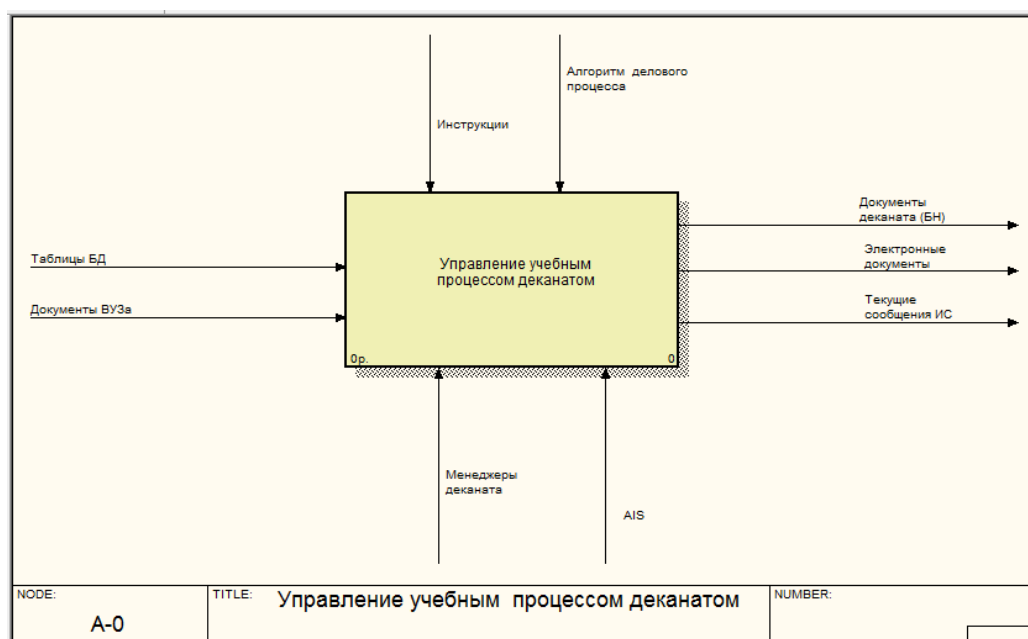 Алгоритм делового
процесса
Инструкции
Документы
деканата (БН)
Таблицы БД
Управление учебным
процессом деканатом
Электронные
документы
Документы ВУЗа
Текущие
сообщения ИС
0р.
0
Менеджеры
деканата
AIS
NODE:
A-0
TITLE:
Управление учебным процессом деканатом
NUMBER: